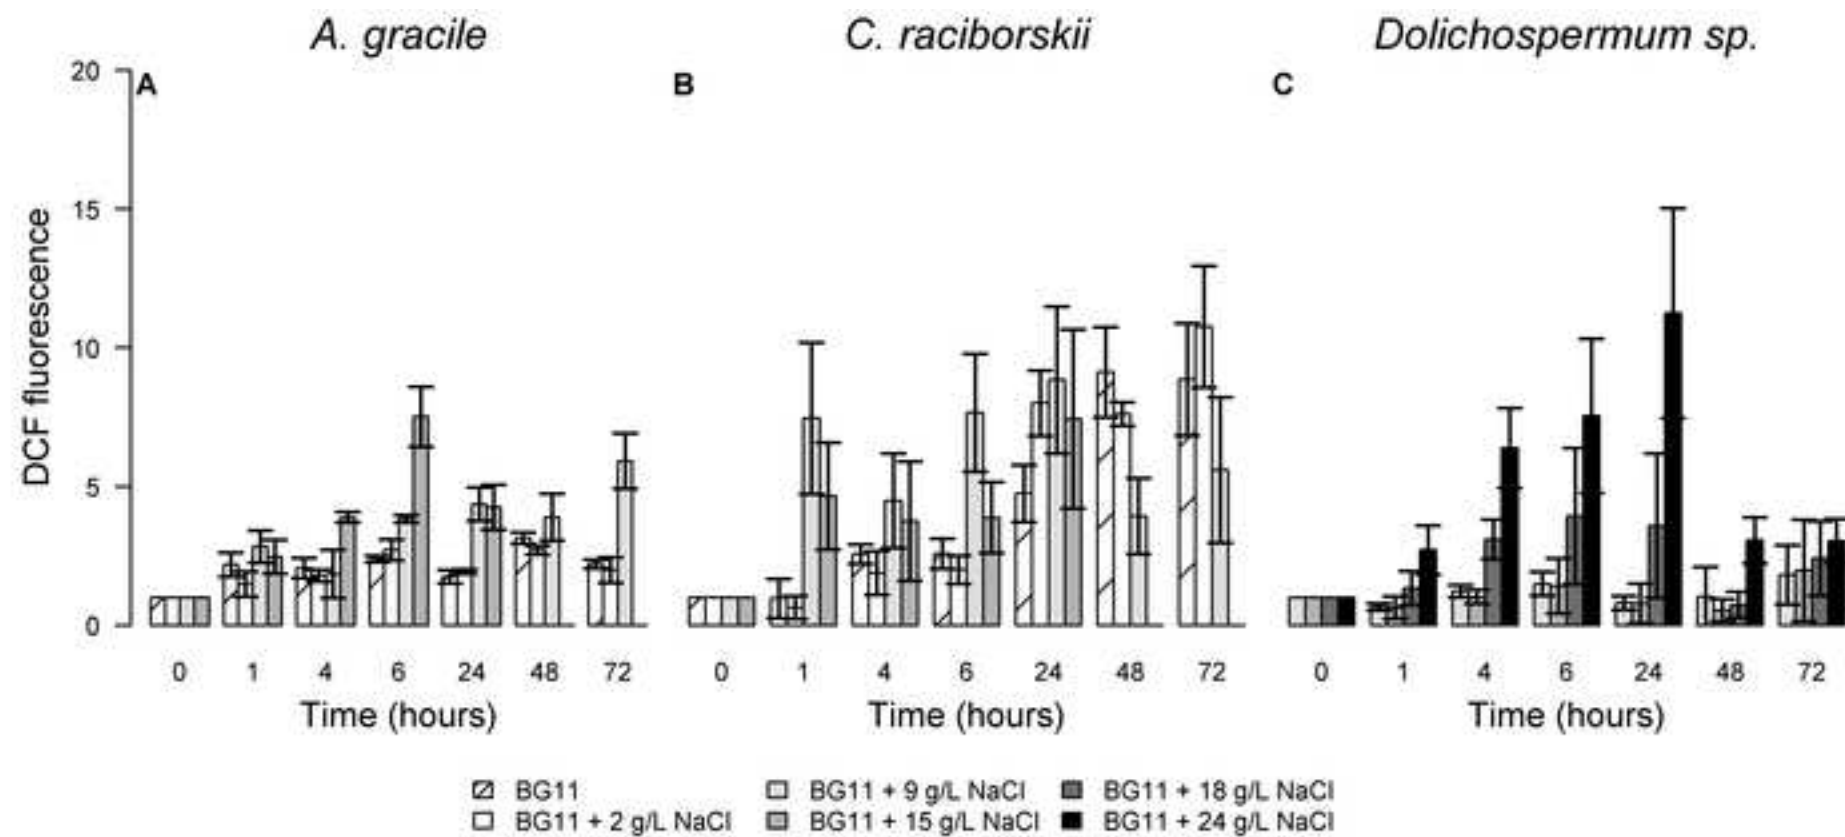 A. gracile
C. raciborskii
Dolichospermum sp.
A
B
C
20
15
10
5
0
DCF fluorescence
0 1 4 6 24 48 72
0 1 4 6 24 48 72
0 1 4 6 24 48 72
Time (hours)
Time (hours)
Time (hours)
BG11
BG11 + 2 g/L NaCl
BG11 + 9 g/L NaCl
BG11 + 15 g/L NaCl
BG11 + 18 g/L NaCl
BG11 + 24 g/L NaCl